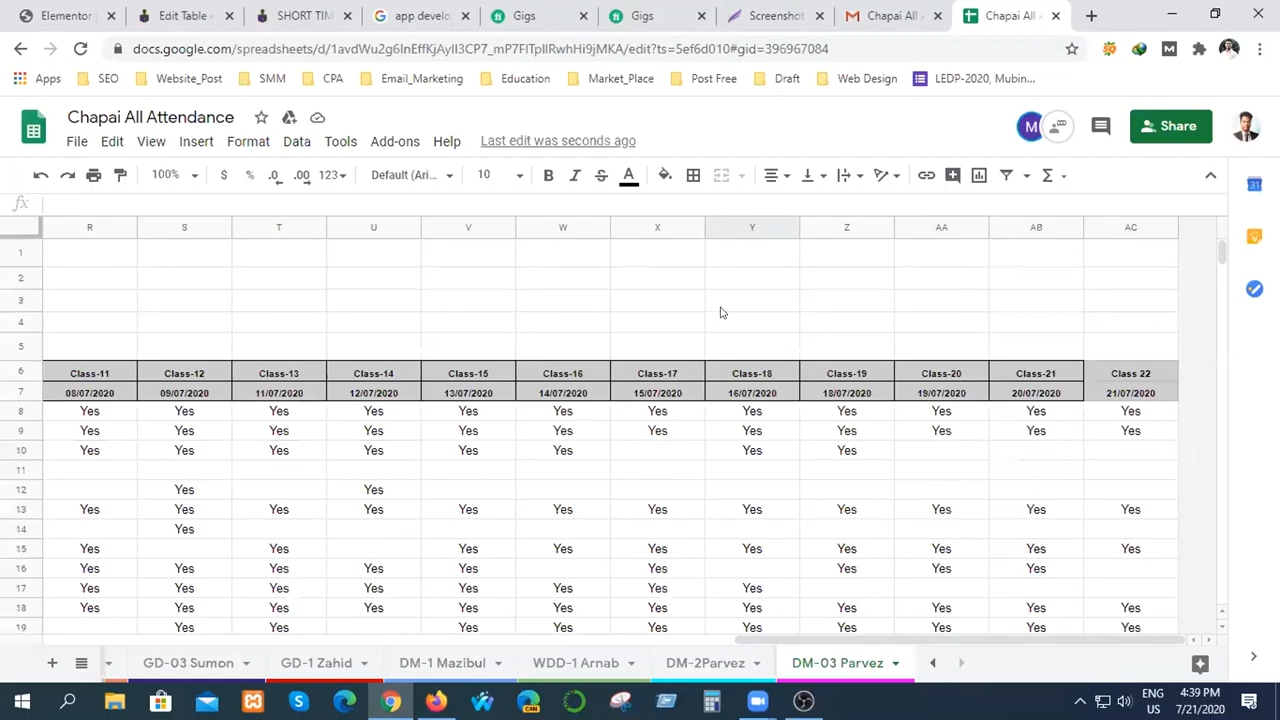 Elementor
Edit Table
SHORT TIM
app develo
Gigs
Gigs
Screenshot
Chapai All
Chapai All
docs.google.com/spreadsheets/d/1avdWu2g6InEffKjAylI3CP7_mP7FlTpllRwhHi9jMKA/edit?ts=5ef6d010#gid=396967084
Apps SEO Website_Post SMM CPA Email_Marketing Education Market_Place Post Free Draft Web Design LEDP-2020, Mubin...
Chapai All Attendance
M
Share
File Edit View Insert Format Data Tools Add-ons Help Last edit was seconds ago
100% $ % .0 .00 123 Default (Ari... 10 B I S A
fx
R S T U V W X Y Z AA AB AC
1
2
3
4
5
6 Class-11 Class-12 Class-13 Class-14 Class-15 Class-16 Class-17 Class-18 Class-19 Class-20 Class-21 Class 22
7 08/07/2020 09/07/2020 11/07/2020 12/07/2020 13/07/2020 14/07/2020 15/07/2020 16/07/2020 18/07/2020 19/07/2020 20/07/2020 21/07/2020
8 Yes Yes Yes Yes Yes Yes Yes Yes Yes Yes Yes Yes
9 Yes Yes Yes Yes Yes Yes Yes Yes Yes Yes Yes Yes
10 Yes Yes Yes Yes Yes Yes Yes Yes
11
12 Yes Yes
13 Yes Yes Yes Yes Yes Yes Yes Yes Yes Yes Yes Yes
14 Yes
15 Yes Yes Yes Yes Yes Yes Yes Yes Yes Yes
16 Yes Yes Yes Yes Yes Yes Yes Yes Yes
17 Yes Yes Yes Yes Yes Yes Yes Yes
18 Yes Yes Yes Yes Yes Yes Yes Yes Yes Yes Yes Yes
19 Yes Yes Yes Yes Yes Yes Yes Yes Yes Yes
GD-03 Sumon GD-1 Zahid DM-1 Mazibul WDD-1 Arnab DM-2Parvez DM-03 Parvez
ENG
US
4:39 PM
7/21/2020